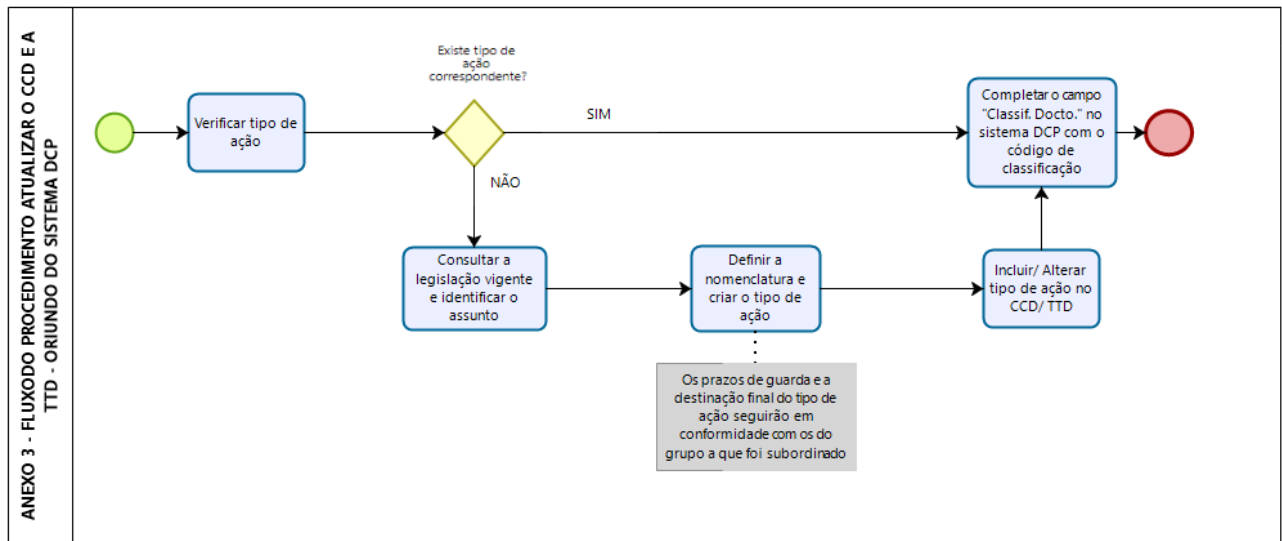 ANEXO 3 - FLUXODO PROCEDIMENTO ATUALIZAR O CCD E A
TTD - ORIUNDO DO SISTEMA DCP
Verificar tipo de
ação
Existe tipo de
ação
correspondente?
SIM
NÃO
Completar o campo
"Classif. Docto." no
sistema DCP com o
código de
classificação
Consultar a
legislação vigente
e identificar o
assunto
Definir a
nomenclatura e
criar o tipo de
ação
Incluir/ Alterar
tipo de ação no
CCD/ TTD
Os prazos de guarda e a
destinação final do tipo de
ação seguirão em
conformidade com os do
grupo a que foi subordinado